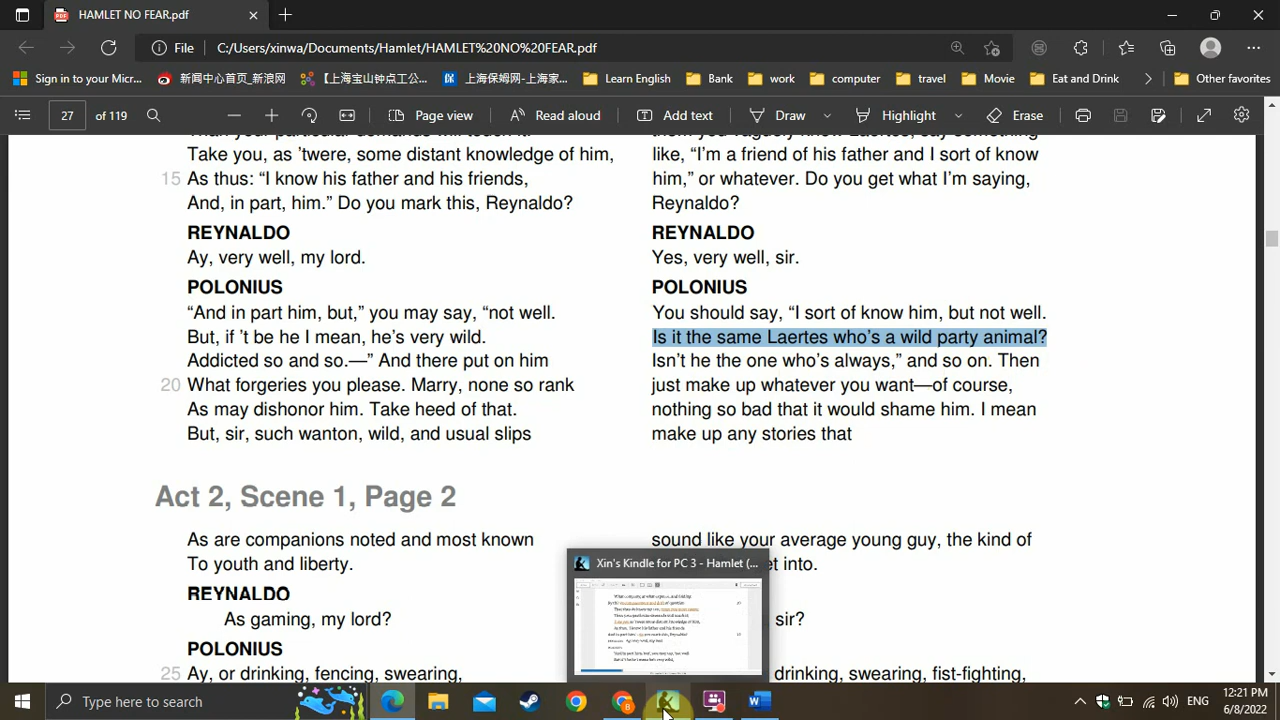 HAMLET NO FEAR.pdf
File
C:/Users/xinwa/Documents/Hamlet/HAMLET%20NO%20FEAR.pdf
Sign in to your Micr...
新闻中心首页_新浪网
【上海宝山钟点工公...
上海保姆网-上海家...
Learn English
Bank
work
computer
travel
Movie
Eat and Drink
Other favorites
27 of 119
Page view
Read aloud
Add text
Draw
Highlight
Erase
Take you, as 'twere, some distant knowledge of him,
15 As thus: “I know his father and his friends,
And, in part, him.” Do you mark this, Reynaldo?
like, “I'm a friend of his father and I sort of know
him,” or whatever. Do you get what I'm saying,
Reynaldo?
REYNALDO
Ay, very well, my lord.
REYNALDO
Yes, very well, sir.
POLONIUS
“And in part him, but,” you may say, “not well.
But, if 't be he I mean, he's very wild.
Addicted so and so.—” And there put on him
20 What forgeries you please. Marry, none so rank
As may dishonor him. Take heed of that.
But, sir, such wanton, wild, and usual slips
POLONIUS
You should say, “I sort of know him, but not well.
Is it the same Laertes who's a wild party animal?
Isn't he the one who's always,” and so on. Then
just make up whatever you want—of course,
nothing so bad that it would shame him. I mean
make up any stories that
Act 2, Scene 1, Page 2
As are companions noted and most known
To youth and liberty.
sound like your average young guy, the kind of
et into.
REYNALDO
As gaming, my lord?
sir?
POLONIUS
25 Ay, or drinking, fencing, swearing,
drinking, swearing, fist-fighting,
Xin's Kindle for PC 3 - Hamlet (...
Type here to search
ENG
12:21 PM
6/8/2022